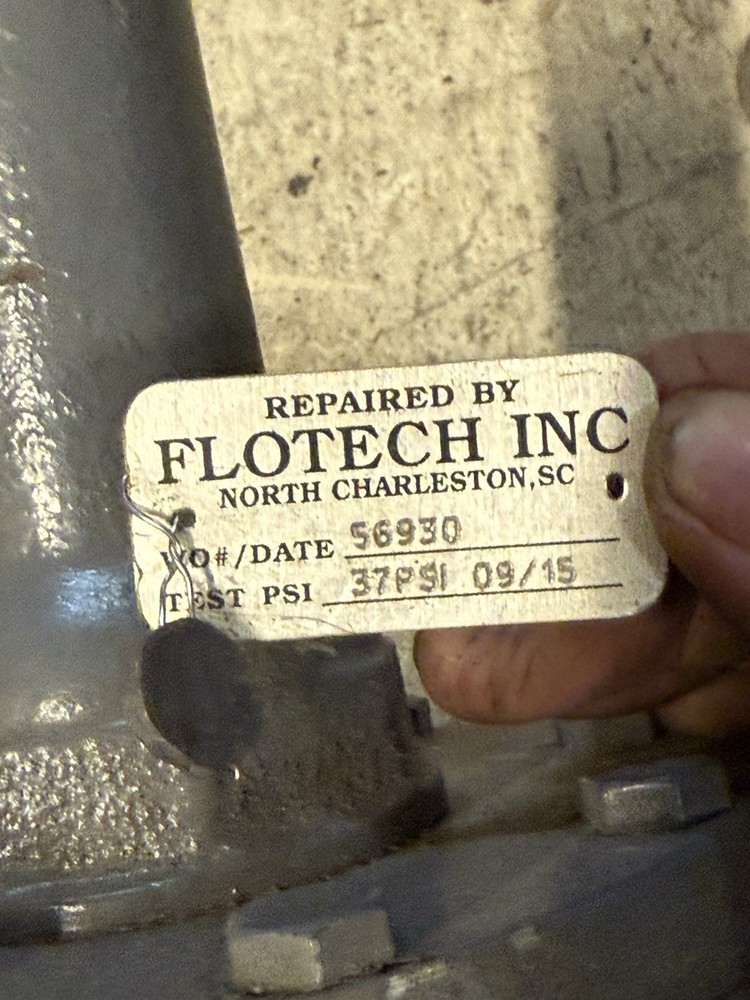 REPAIRED BY
FLOTECH INC
NORTH CHARLESTON,SC
WO#/DATE 56930
TEST PSI 37PSI 09/15